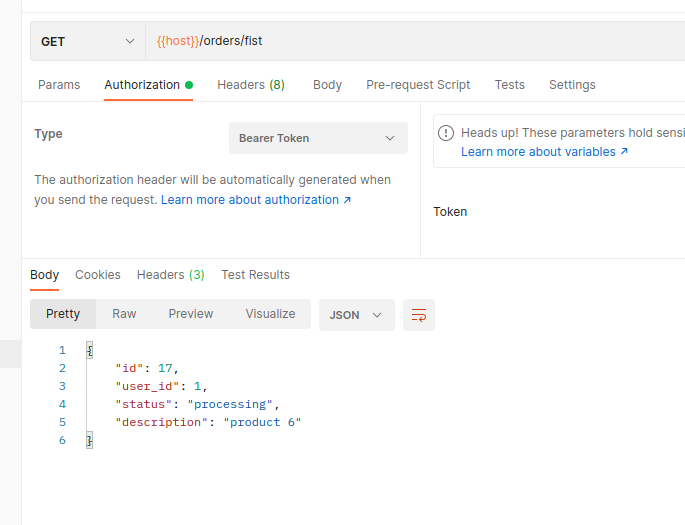 GET {{host}}/orders/fist
Params Authorization Headers (8) Body Pre-request Script Tests Settings
Type Bearer Token
The authorization header will be automatically generated when
you send the request. Learn more about authorization ↗
Heads up! These parameters hold sensi
Learn more about variables ↗
Token
Body Cookies Headers (3) Test Results
Pretty Raw Preview Visualize JSON
1 {
2 "id": 17,
3 "user_id": 1,
4 "status": "processing",
5 "description": "product 6"
6 }